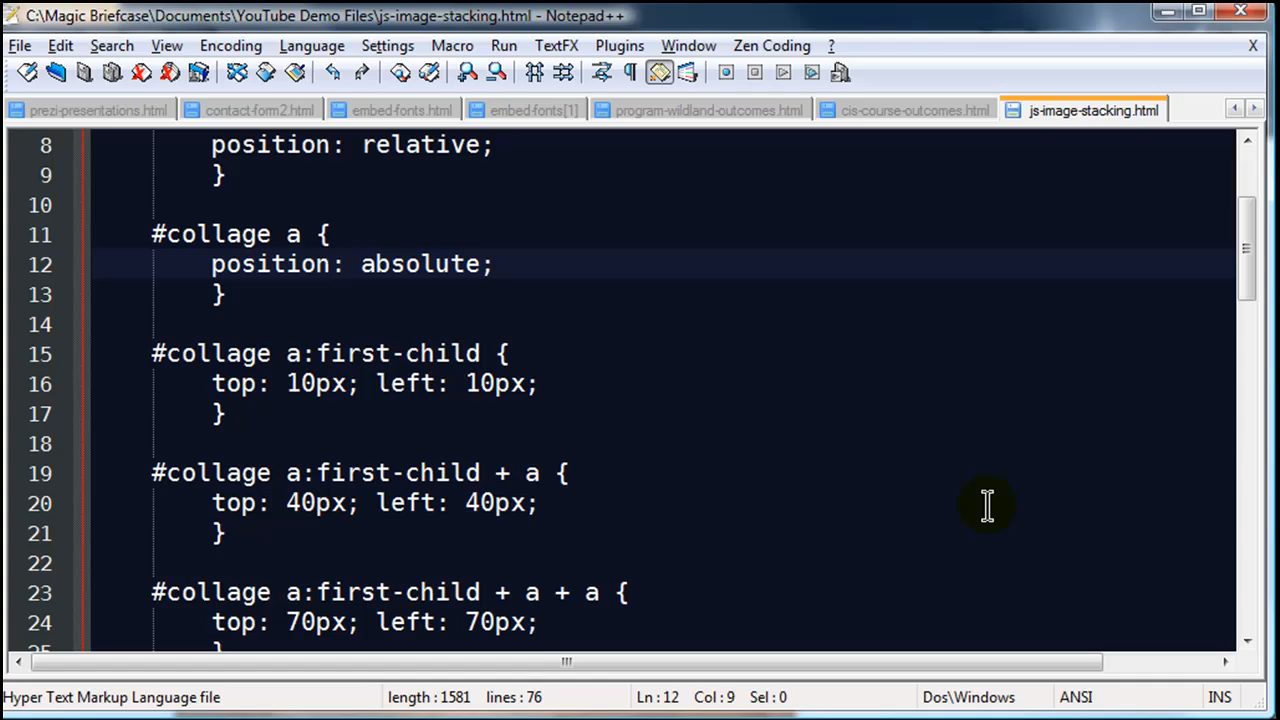 C:\Magic Briefcase\Documents\YouTube Demo Files\js-image-stacking.html - Notepad++
File Edit Search View Encoding Language Settings Macro Run TextFX Plugins Window Zen Coding ? X
prezi-presentations.html contact-form2.html embed-fonts.html embed-fonts[1] program-wildland-outcomes.html cis-course-outcomes.html js-image-stacking.html
8 position: relative;
9 }
10
11 #collage a {
12 position: absolute;
13 }
14
15 #collage a:first-child {
16 top: 10px; left: 10px;
17 }
18
19 #collage a:first-child + a {
20 top: 40px; left: 40px;
21 }
22
23 #collage a:first-child + a + a {
24 top: 70px; left: 70px;
25 }
Hyper Text Markup Language file length : 1581 lines : 76 Ln : 12 Col : 9 Sel : 0 Dos\Windows ANSI INS